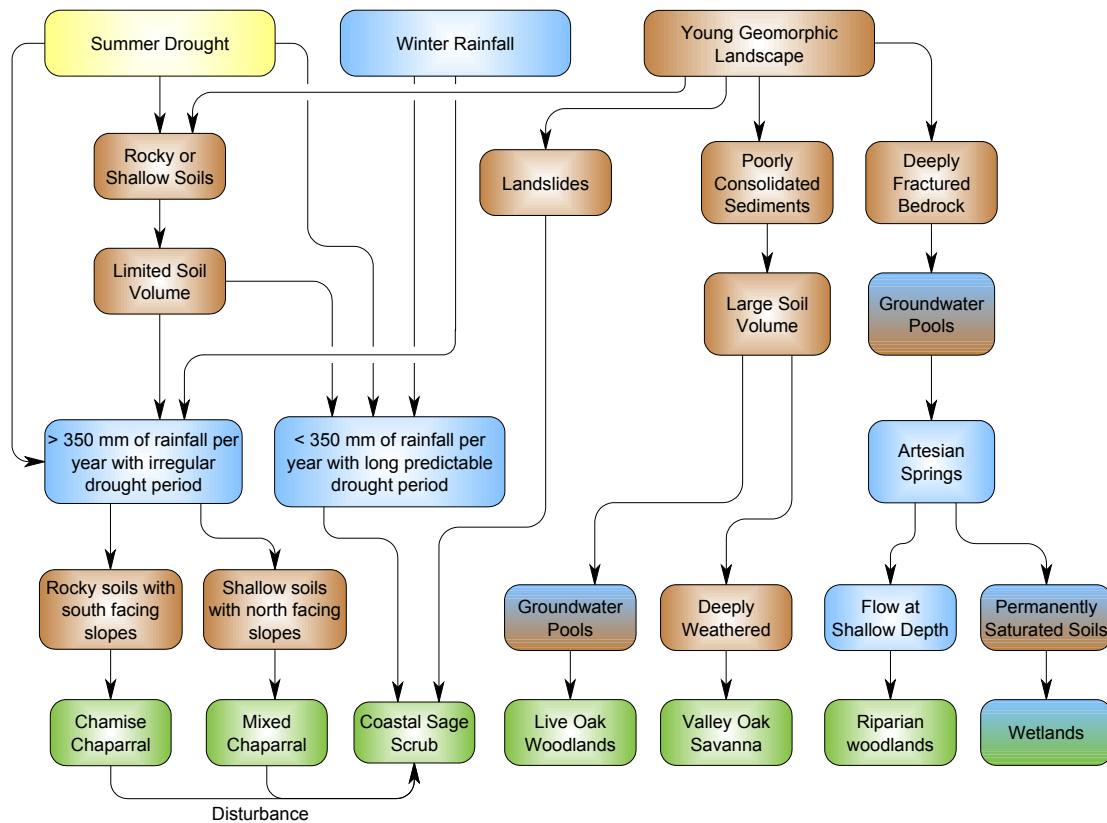 Summer Drought
Winter Rainfall
Young Geomorphic
Landscape
Rocky or
Shallow Soils
Landslides
Poorly
Consolidated
Sediments
Deeply
Fractured
Bedrock
Limited Soil
Volume
Large Soil
Volume
Groundwater
Pools
> 350 mm of rainfall per
year with irregular
drought period
< 350 mm of rainfall per
year with long predictable
drought period
Artesian
Springs
Rocky soils with
south facing
slopes
Shallow soils
with north facing
slopes
Groundwater
Pools
Deeply
Weathered
Flow at
Shallow Depth
Permanently
Saturated Soils
Chamise
Chaparral
Mixed
Chaparral
Coastal Sage
Scrub
Live Oak
Woodlands
Valley Oak
Savanna
Riparian
woodlands
Wetlands
Disturbance